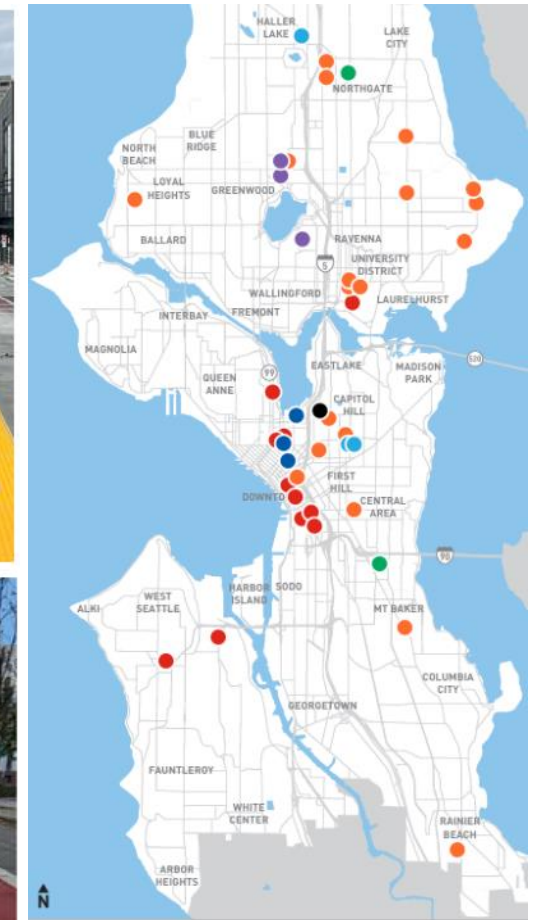 HALLER
LAKE
LAKE
CITY
NORTHGATE
BLUE
RIDGE
NORTH
BEACH
LOYAL
HEIGHTS
GREENWOOD
BALLARD
RAVENNA
5
UNIVERSITY
DISTRICT
WALLINGFORD
LAURELHURST
FREMONT
INTERBAY
MAGNOLIA
EASTLAKE
520
MADISON
PARK
QUEEN
ANNE
99
CAPITOL
HILL
FIRST
HILL
DOWNTO
CENTRAL
AREA
90
HARBOR
ISLAND
SODO
WEST
SEATTLE
ALKI
MT BAKER
COLUMBIA
CITY
GEORGETOWN
FAUNTLEROY
WHITE
CENTER
RAINIER
BEACH
ARBOR
HEIGHTS
N